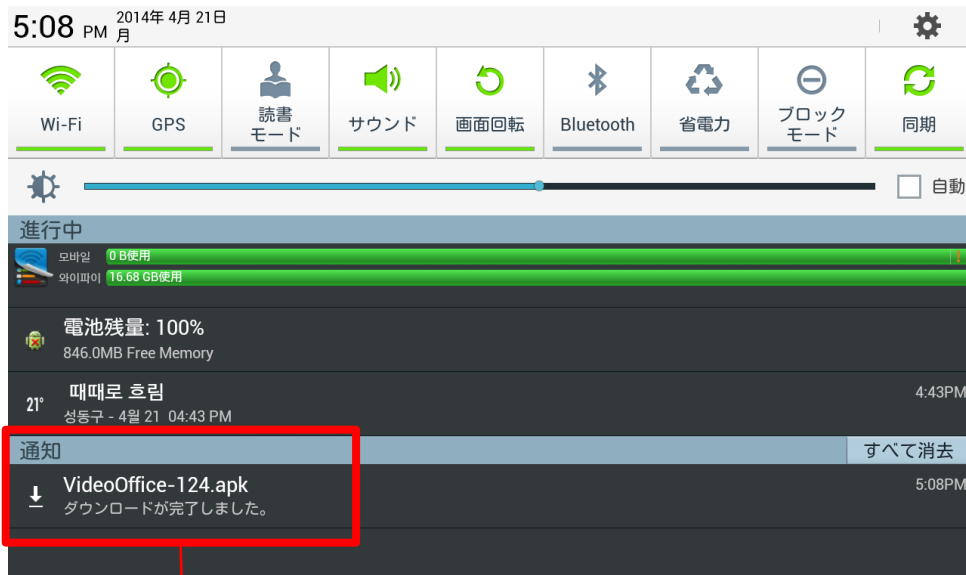 5:08 PM 2014年 4月 21日
月
Wi-Fi
GPS
読書
モード
サウンド
画面回転
Bluetooth
省電力
ブロック
モード
同期
自動
進行中
모바일 0 B使用
와이파이 16.68 GB使用
電池残量: 100%
846.0MB Free Memory
21° 때때로 흐림 4:43PM
성동구 - 4월 21 04:43 PM
通知 すべて消去
VideoOffice-124.apk 5:08PM
ダウンロードが完了しました。